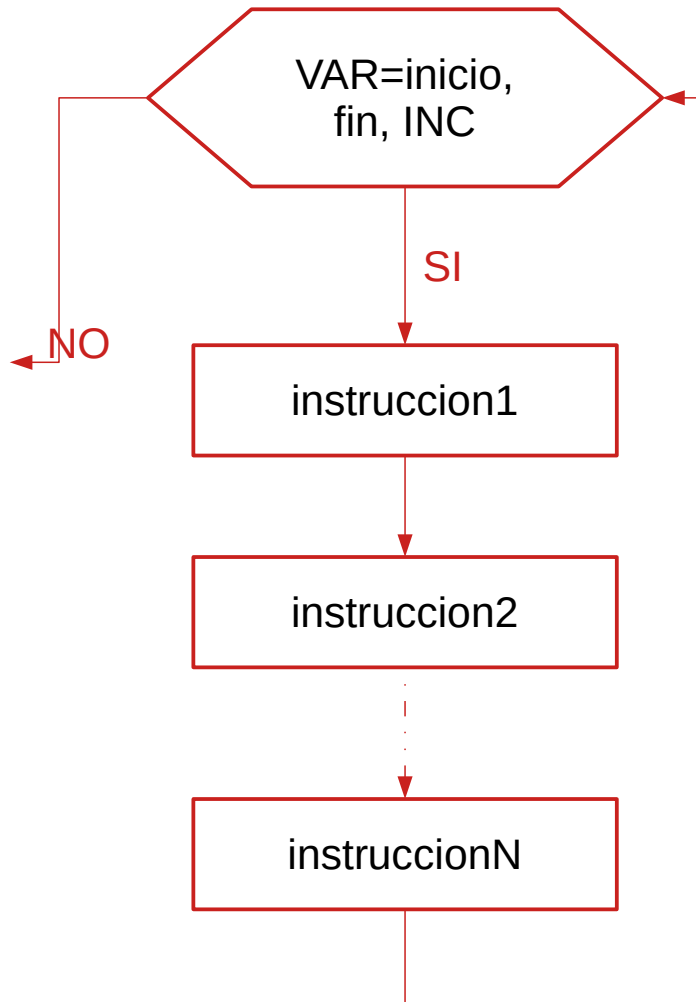 VAR=inicio,
fin, INC
SI
NO
instruccion1
instruccion2
instruccionN